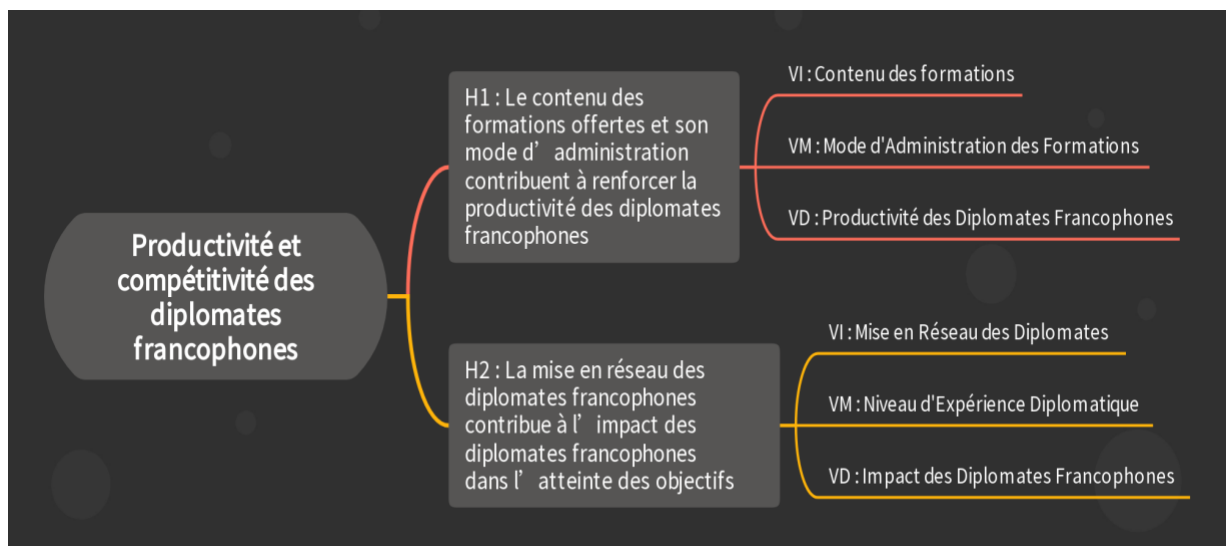 Productivité et
compétitivité des
diplomates
francophones
H1 : Le contenu des
formations offertes et son
mode d’ administration
contribuent à renforcer la
productivité des diplomates
francophones
VI : Contenu des formations
VM : Mode d'Administration des Formations
VD : Productivité des Diplomates Francophones
H2 : La mise en réseau des
diplomates francophones
contribue à l’ impact des
diplomates francophones
dans l’ atteinte des objectifs
VI : Mise en Réseau des Diplomates
VM : Niveau d'Expérience Diplomatique
VD : Impact des Diplomates Francophones